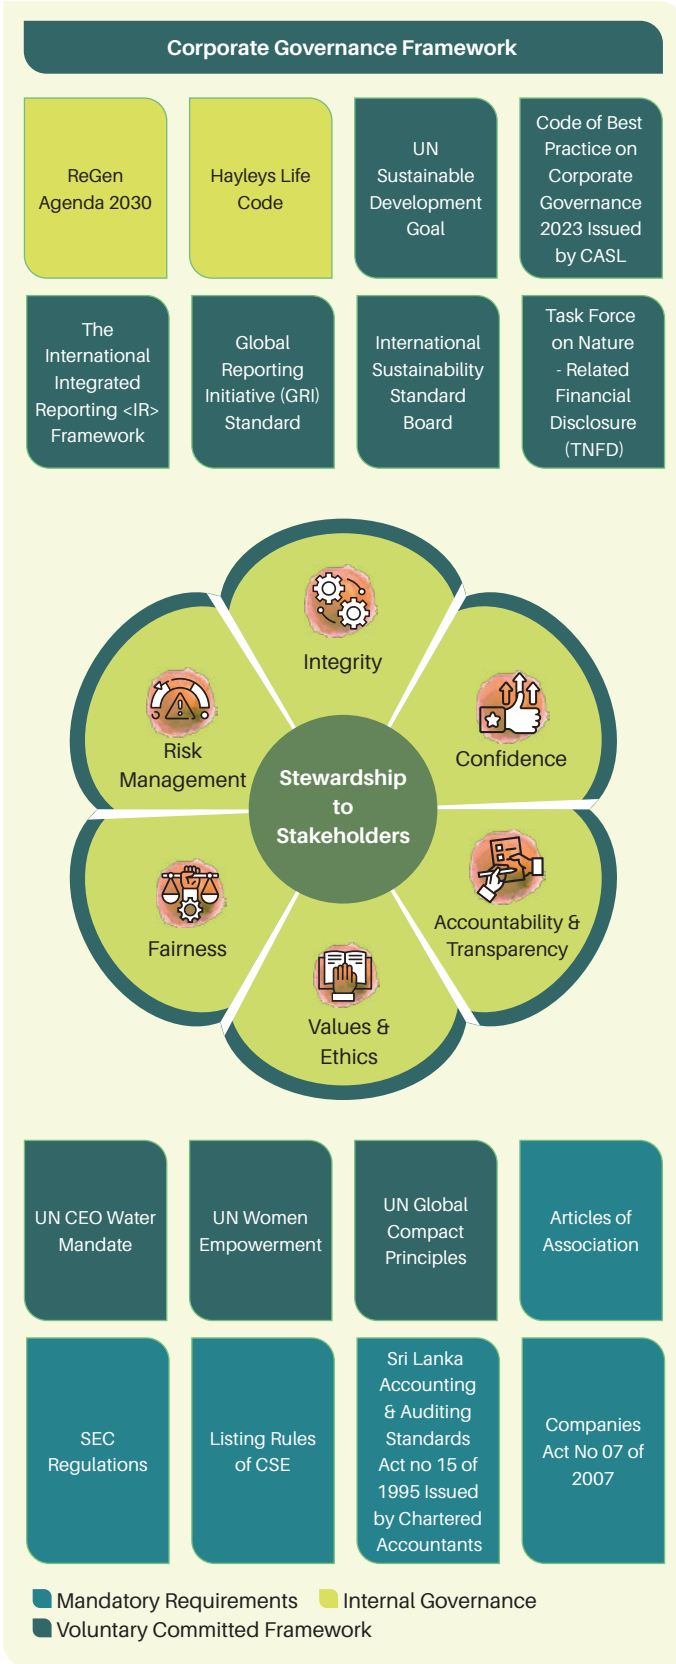 Corporate Governance Framework
ReGen
Agenda 2030
Hayleys Life
Code
UN
Sustainable
Development
Goal
Code of Best
Practice on
Corporate
Governance
2023 Issued
by CASL
The
International
Integrated
Reporting <IR>
Framework
Global
Reporting
Initiative (GRI)
Standard
International
Sustainability
Standard
Board
Task Force
on Nature
- Related
Financial
Disclosure
(TNFD)
Integrity
Confidence
Risk
Management
Stewardship
to
Stakeholders
Accountability &
Transparency
Fairness
Values &
Ethics
UN CEO Water
Mandate
UN Women
Empowerment
UN Global
Compact
Principles
Articles of
Association
SEC
Regulations
Listing Rules
of CSE
Sri Lanka
Accounting
& Auditing
Standards
Act no 15 of
1995 Issued
by Chartered
Accountants
Companies
Act No 07 of
2007
Mandatory Requirements
Internal Governance
Voluntary Committed Framework